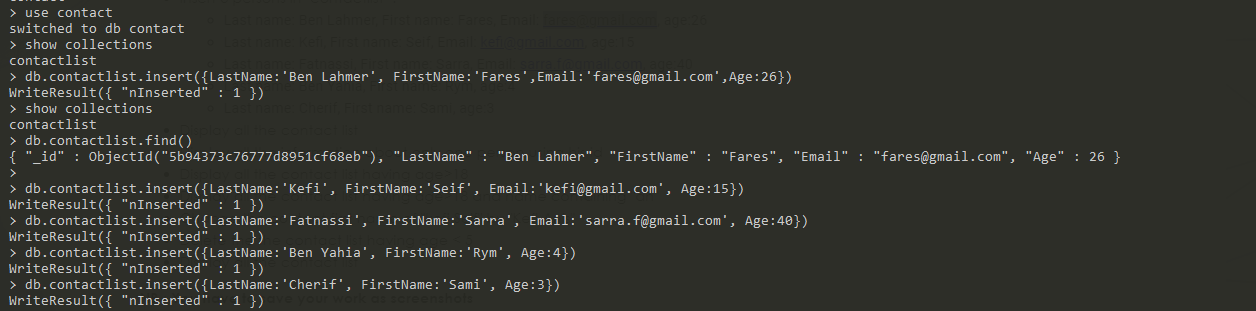 > use contact
switched to db contact
> show collections
contactlist
> db.contactlist.insert({LastName:'Ben Lahmer', FirstName:'Fares',Email:'fares@gmail.com',Age:26})
WriteResult({ "nInserted" : 1 })
> show collections
contactlist
> db.contactlist.find()
{ "_id" : ObjectId("5b94373c76777d8951cf68eb"), "LastName" : "Ben Lahmer", "FirstName" : "Fares", "Email" : "fares@gmail.com", "Age" : 26 }
>
> db.contactlist.insert({LastName:'Kefi', FirstName:'Seif', Email:'kefi@gmail.com', Age:15})
WriteResult({ "nInserted" : 1 })
> db.contactlist.insert({LastName:'Fatnassi', FirstName:'Sarra', Email:'sarra.f@gmail.com', Age:40})
WriteResult({ "nInserted" : 1 })
> db.contactlist.insert({LastName:'Ben Yahia', FirstName:'Rym', Age:4})
WriteResult({ "nInserted" : 1 })
> db.contactlist.insert({LastName:'Cherif', FirstName:'Sami', Age:3})
WriteResult({ "nInserted" : 1 })